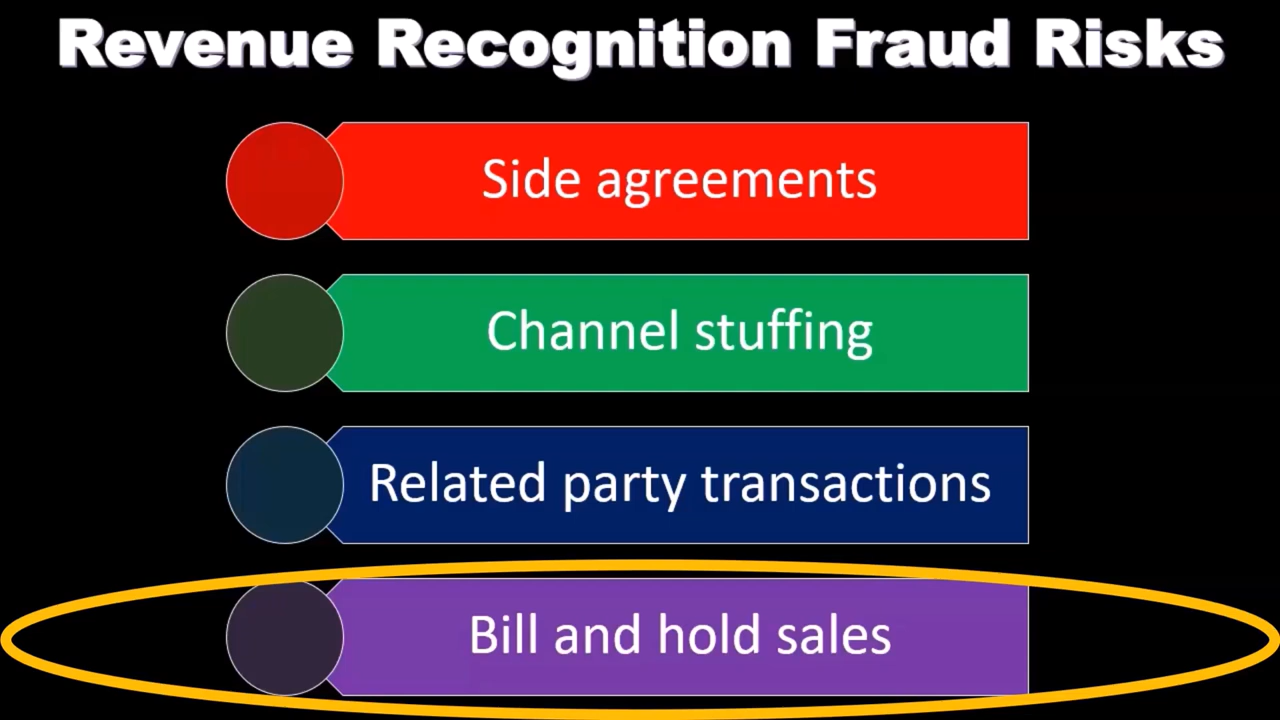 Revenue Recognition Fraud Risks
Side agreements
Channel stuffing
Related party transactions
Bill and hold sales